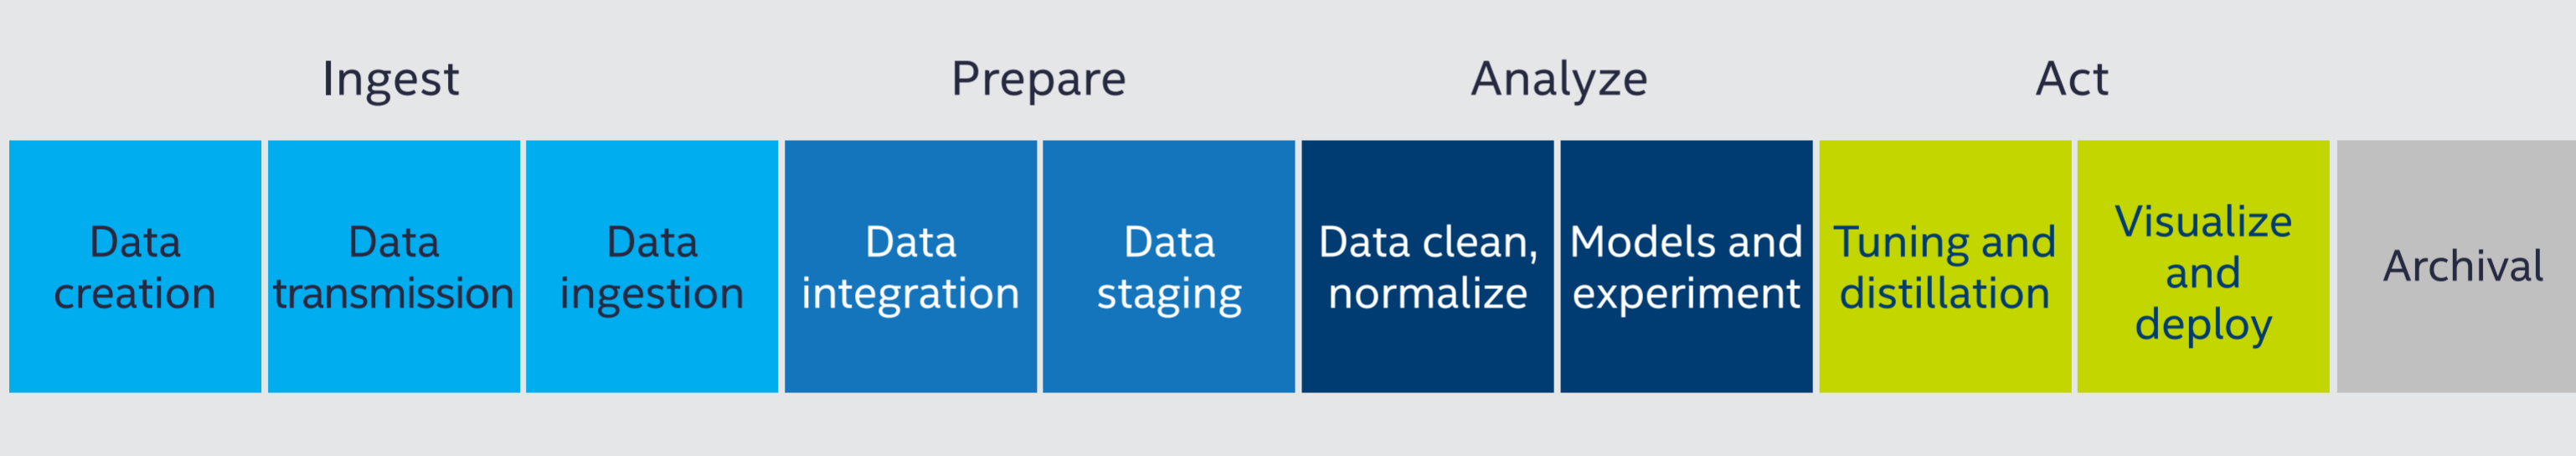 Ingest
Prepare
Analyze
Act
Data
creation
Data
transmission
Data
ingestion
Data
integration
Data
staging
Data clean,
normalize
Models and
experiment
Tuning and
distillation
Visualize
and
deploy
Archival